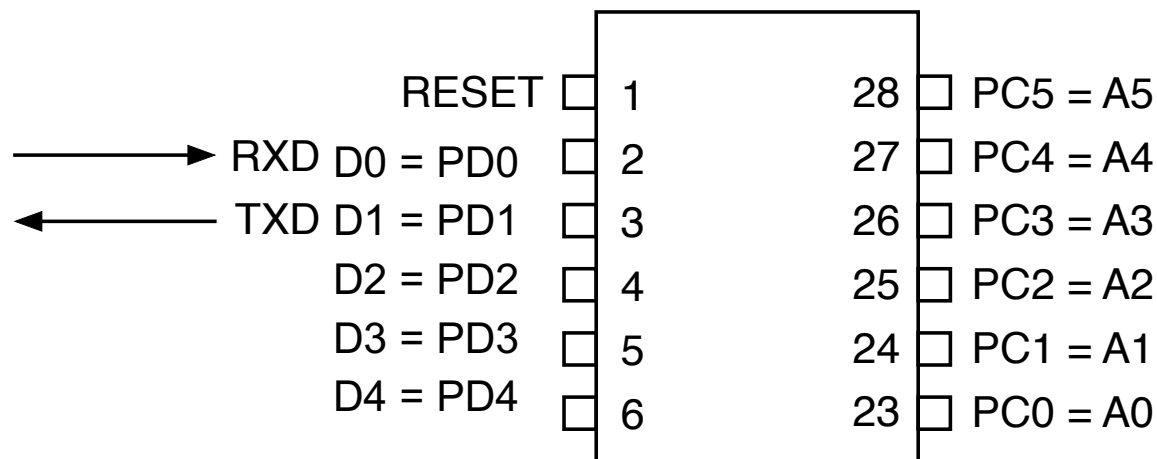 RESET 1 28 PC5 = A5
RXD D0 = PD0 2 27 PC4 = A4
TXD D1 = PD1 3 26 PC3 = A3
D2 = PD2 4 25 PC2 = A2
D3 = PD3 5 24 PC1 = A1
D4 = PD4 6 23 PC0 = A0